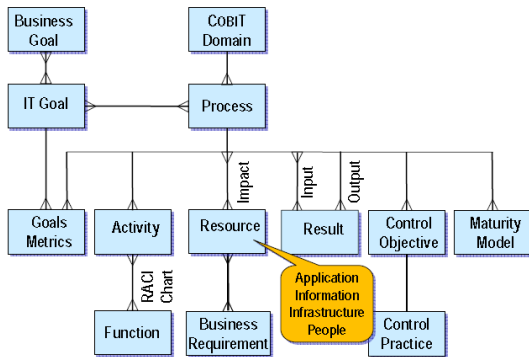 Business
Goal
COBIT
Domain
IT Goal
Process
Impact
Input
Output
Goals
Metrics
Activity
Resource
Result
Control
Objective
Maturity
Model
RACI
Chart
Application
Information
Infrastructure
People
Function
Business
Requirement
Control
Practice